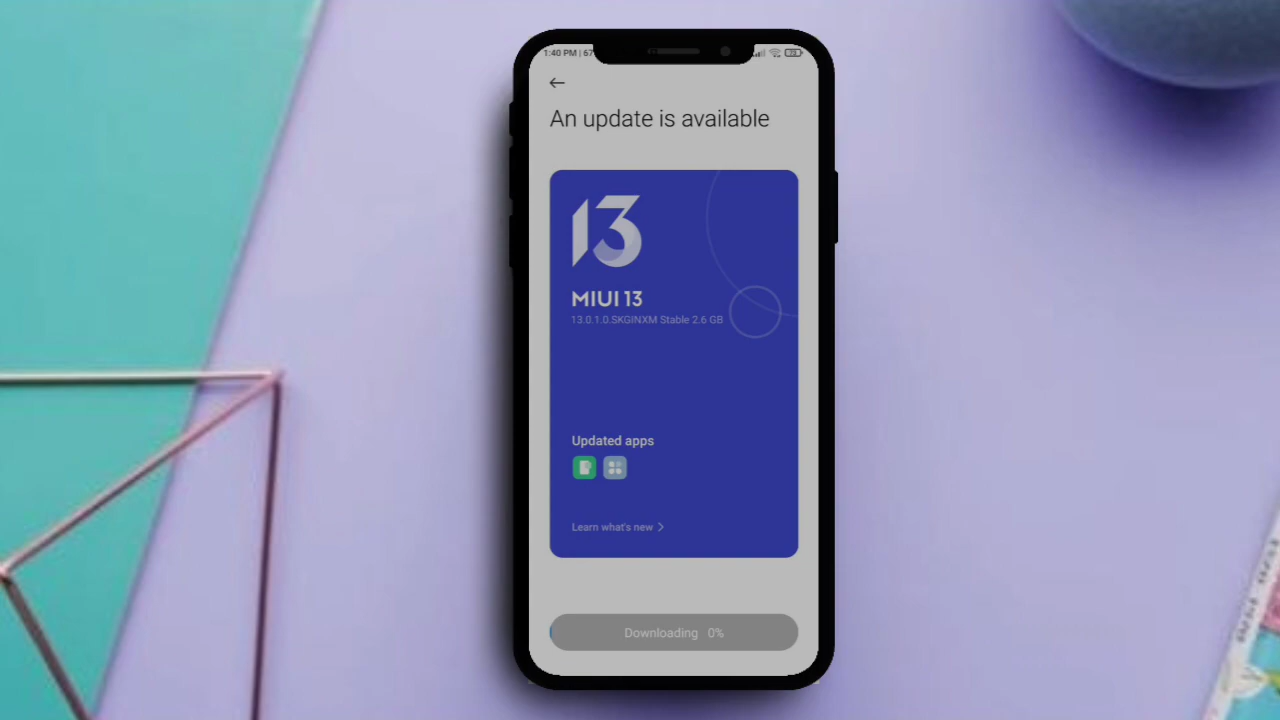 1:40 PM | 67
An update is available
13
MIUI 13
13.0.1.0.SKGINXM Stable 2.6 GB
Updated apps
Learn what's new
Downloading 0%